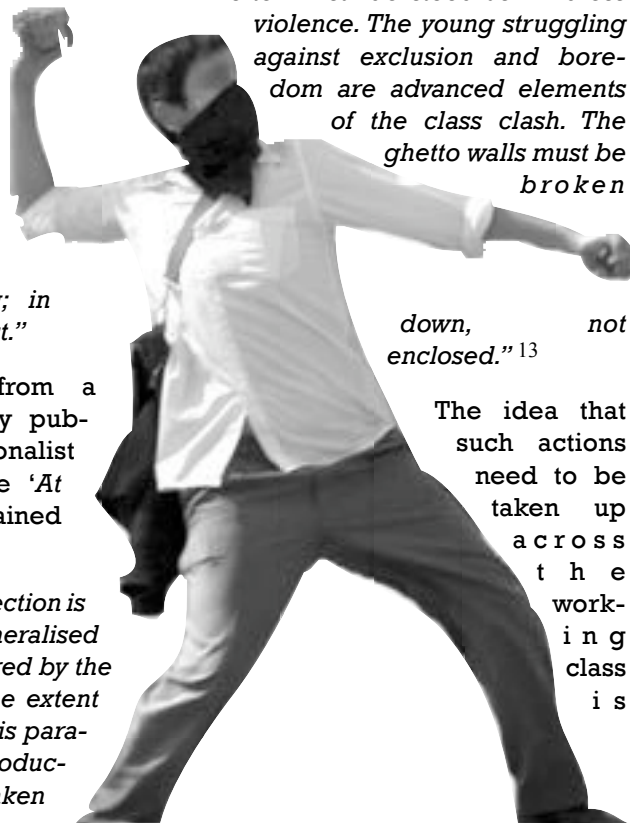 ; in
t.”
from a
y pub-
onalist
e ‘At
ained
ection is
neralised
ed by the
e extent
is para-
oduc-
ken
violence. The young struggling
against exclusion and bore-
dom are advanced elements
of the class clash. The
ghetto walls must be
broken
down, not
enclosed.” 13
The idea that
such actions
need to be
taken up
across
the
work-
ing
class
is